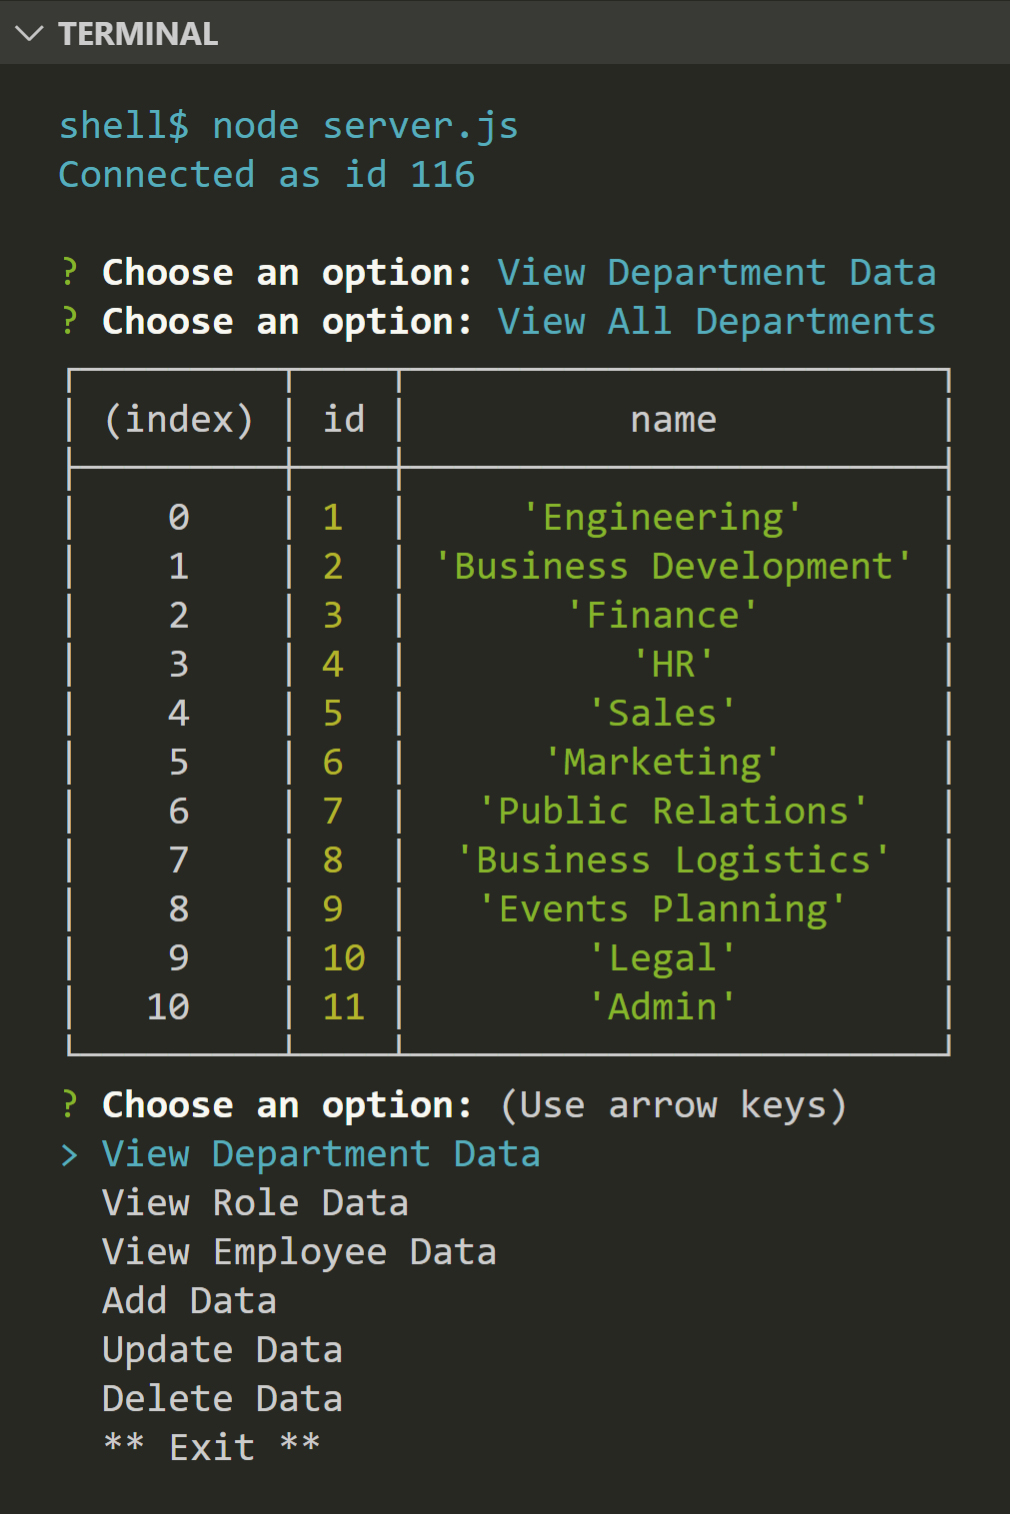 TERMINAL
shell$ node server.js
Connected as id 116
? Choose an option: View Department Data
? Choose an option: View All Departments
(index) id name
0 1 'Engineering'
1 2 'Business Development'
2 3 'Finance'
3 4 'HR'
4 5 'Sales'
5 6 'Marketing'
6 7 'Public Relations'
7 8 'Business Logistics'
8 9 'Events Planning'
9 10 'Legal'
10 11 'Admin'
? Choose an option: (Use arrow keys)
> View Department Data
View Role Data
View Employee Data
Add Data
Update Data
Delete Data
** Exit **